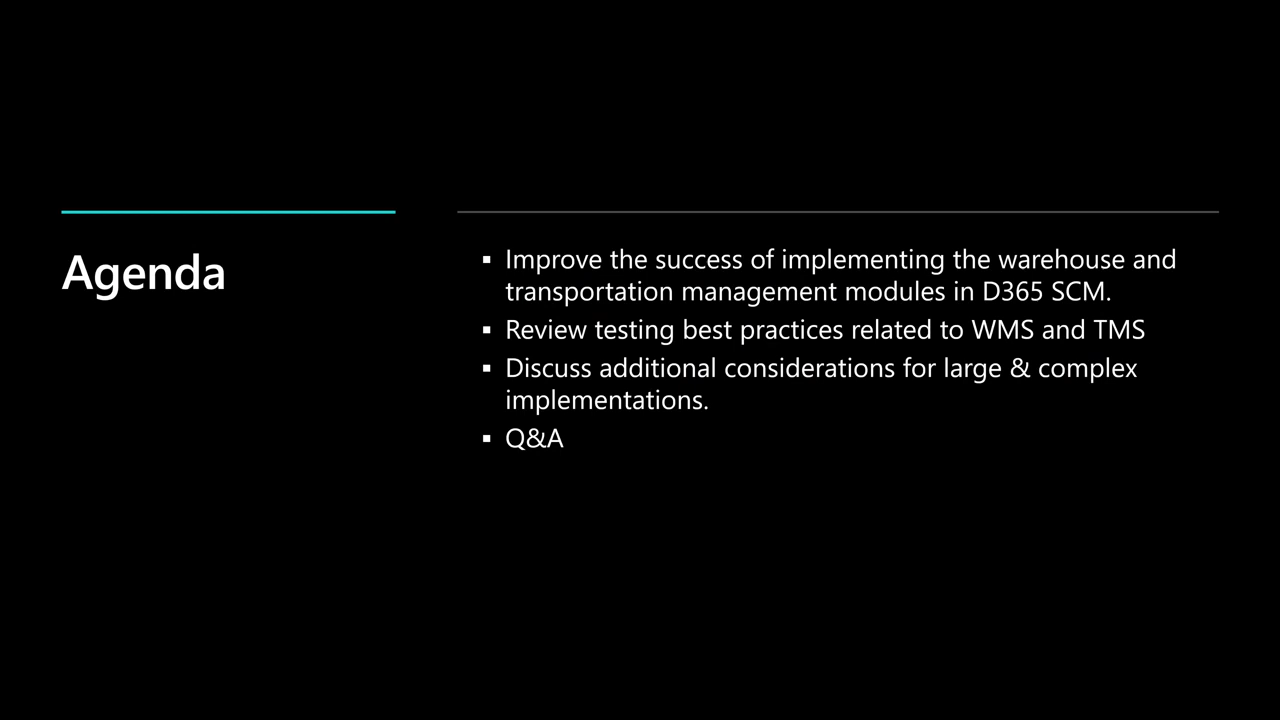 Agenda
▪ Improve the success of implementing the warehouse and
transportation management modules in D365 SCM.
▪ Review testing best practices related to WMS and TMS
▪ Discuss additional considerations for large & complex
implementations.
▪ Q&A